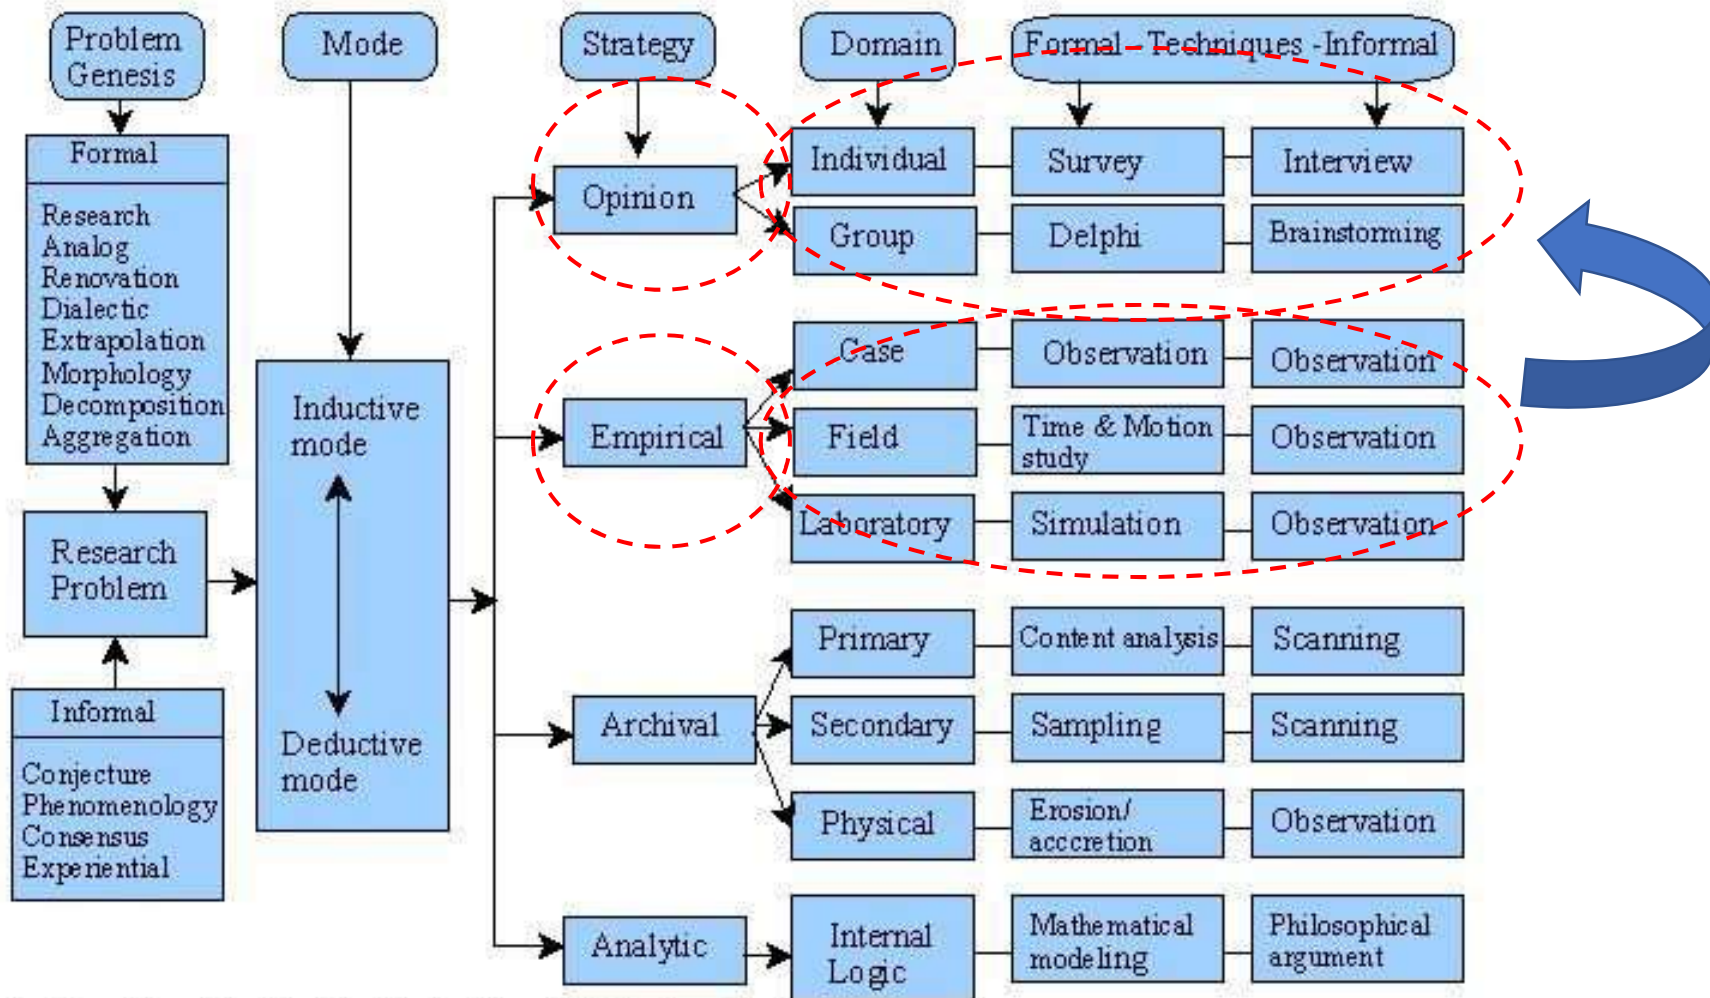 Problem
Genesis
Mode
Strategy
Domain
Formal - Techniques -Informal
Formal
Research
Analog
Renovation
Dialectic
Extrapolation
Morphology
Decomposition
Aggregation
Research
Problem
Informal
Conjecture
Phenomenology
Consensus
Experiential
Inductive
mode
Deductive
mode
Opinion
Individual
Survey
Interview
Group
Delphi
Brainstorming
Empirical
Case
Observation
Observation
Field
Time & Motion
study
Observation
Laboratory
Simulation
Observation
Archival
Primary
Content analysis
Scanning
Secondary
Sampling
Scanning
Physical
Erosion/
acccretion
Observation
Analytic
Internal
Logic
Mathematical
modeling
Philosophical
argument